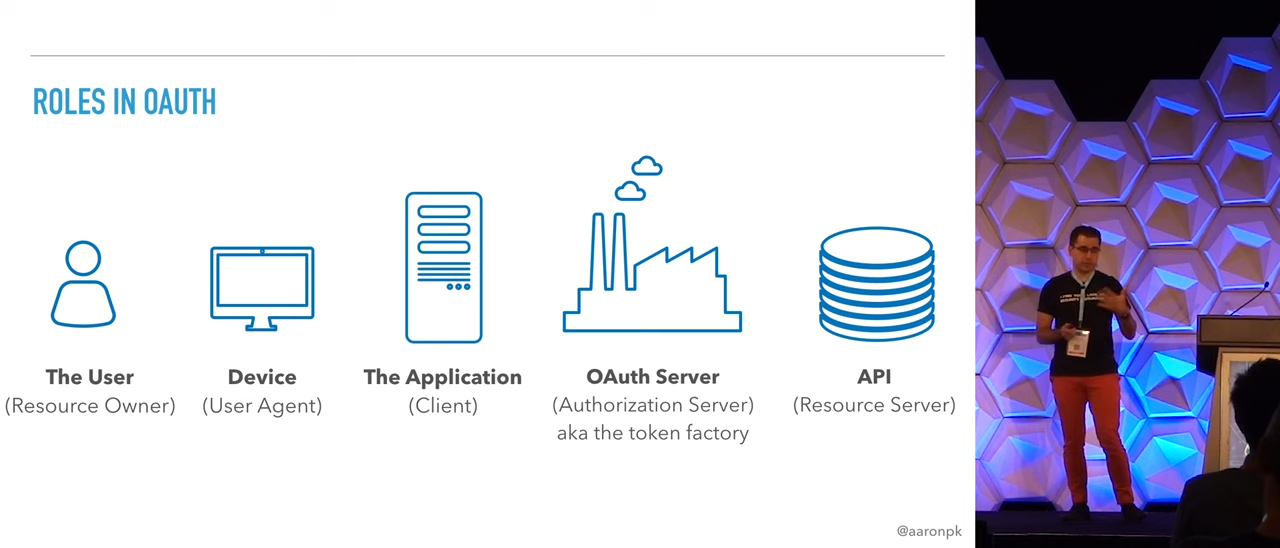 ROLES IN OAUTH
The User
(Resource Owner)
Device
(User Agent)
The Application
(Client)
OAuth Server
(Authorization Server)
aka the token factory
API
(Resource Server)
@aaronpk